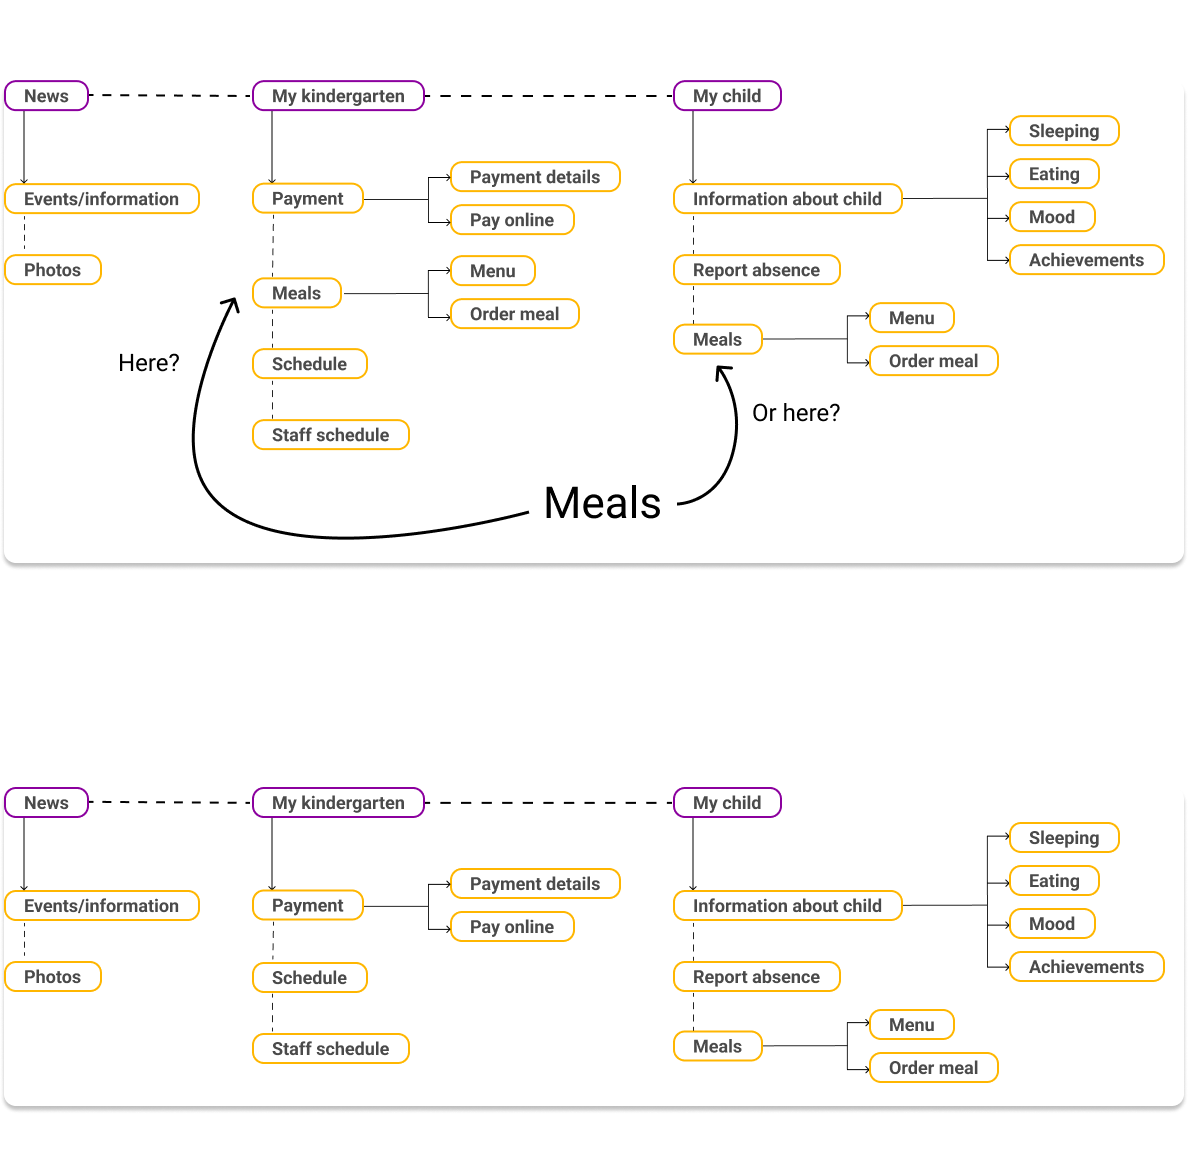 News
My kindergarten
My child
Sleeping
Payment details
Eating
Events/information
Payment
Information about child
Pay online
Mood
Achievements
Photos
Menu
Report absence
Meals
Order meal
Menu
Meals
Here?
Schedule
Order meal
Or here?
Staff schedule
Meals
News
My kindergarten
My child
Sleeping
Payment details
Eating
Events/information
Payment
Information about child
Pay online
Mood
Achievements
Photos
Schedule
Report absence
Menu
Staff schedule
Meals
Order meal